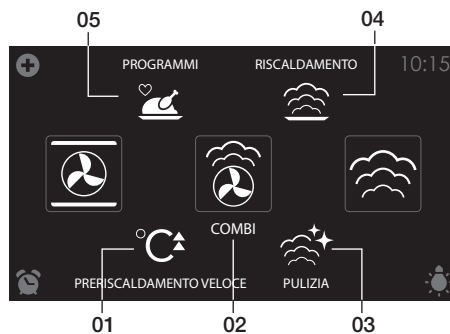 05
04
PROGRAMMI
RISCALDAMENTO
10:15
°C
COMBI
PRERISCALDAMENTO VELOCE
PULIZIA
01
02
03